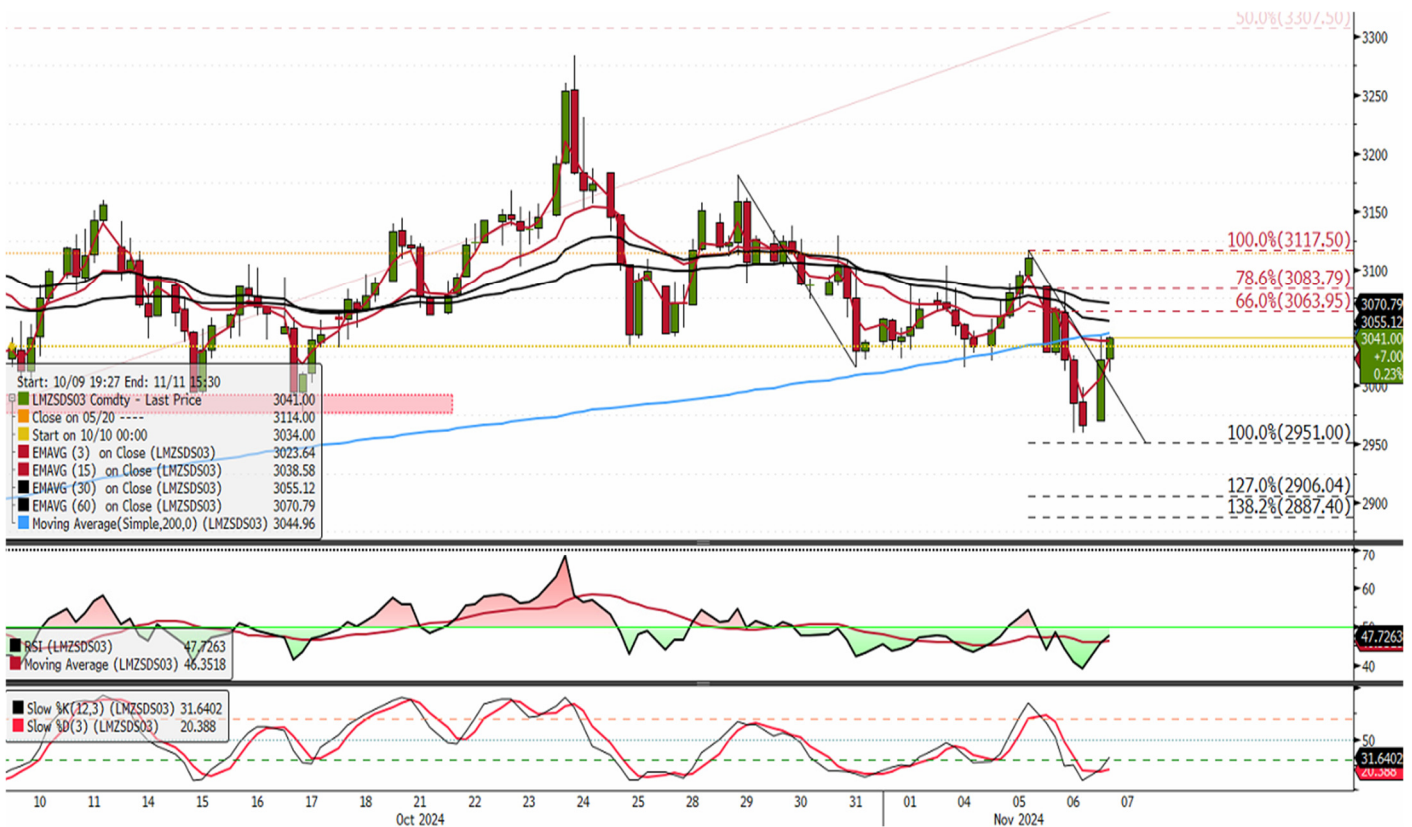 50.0%(3307.50)
3300
3250
3200
3150
100.0%(3117.50)
3100
78.6%(3083.79)
66.0%(3063.95)
3070.79
3055.12
3041.00
+7.00
0.23%
3000
100.0%(2951.00)
2950
127.0%(2906.04)
2900
138.2%(2887.40)
Start: 10/09 19:27 End: 11/11 15:30
LMZSDS03 Comdty - Last Price 3041.00
Close on 05/20 ---- 3114.00
Start on 10/10 00:00 3034.00
EMAVG (3) on Close (LMZSDS03) 3023.64
EMAVG (15) on Close (LMZSDS03) 3038.58
EMAVG (30) on Close (LMZSDS03) 3055.12
EMAVG (60) on Close (LMZSDS03) 3070.79
Moving Average(Simple,200,0) (LMZSDS03) 3044.96
70
60
47.7263
40
RSI (LMZSDS03) 47.7263
Moving Average (LMZSDS03) 46.3518
Slow %K(12,3) (LMZSDS03) 31.6402
Slow %D(3) (LMZSDS03) 20.388
50
31.6402
20.388
10 11 14 15 16 17 18 21 22 23 24 25 28 29 30 31 01 04 05 06 07
Oct 2024 Nov 2024